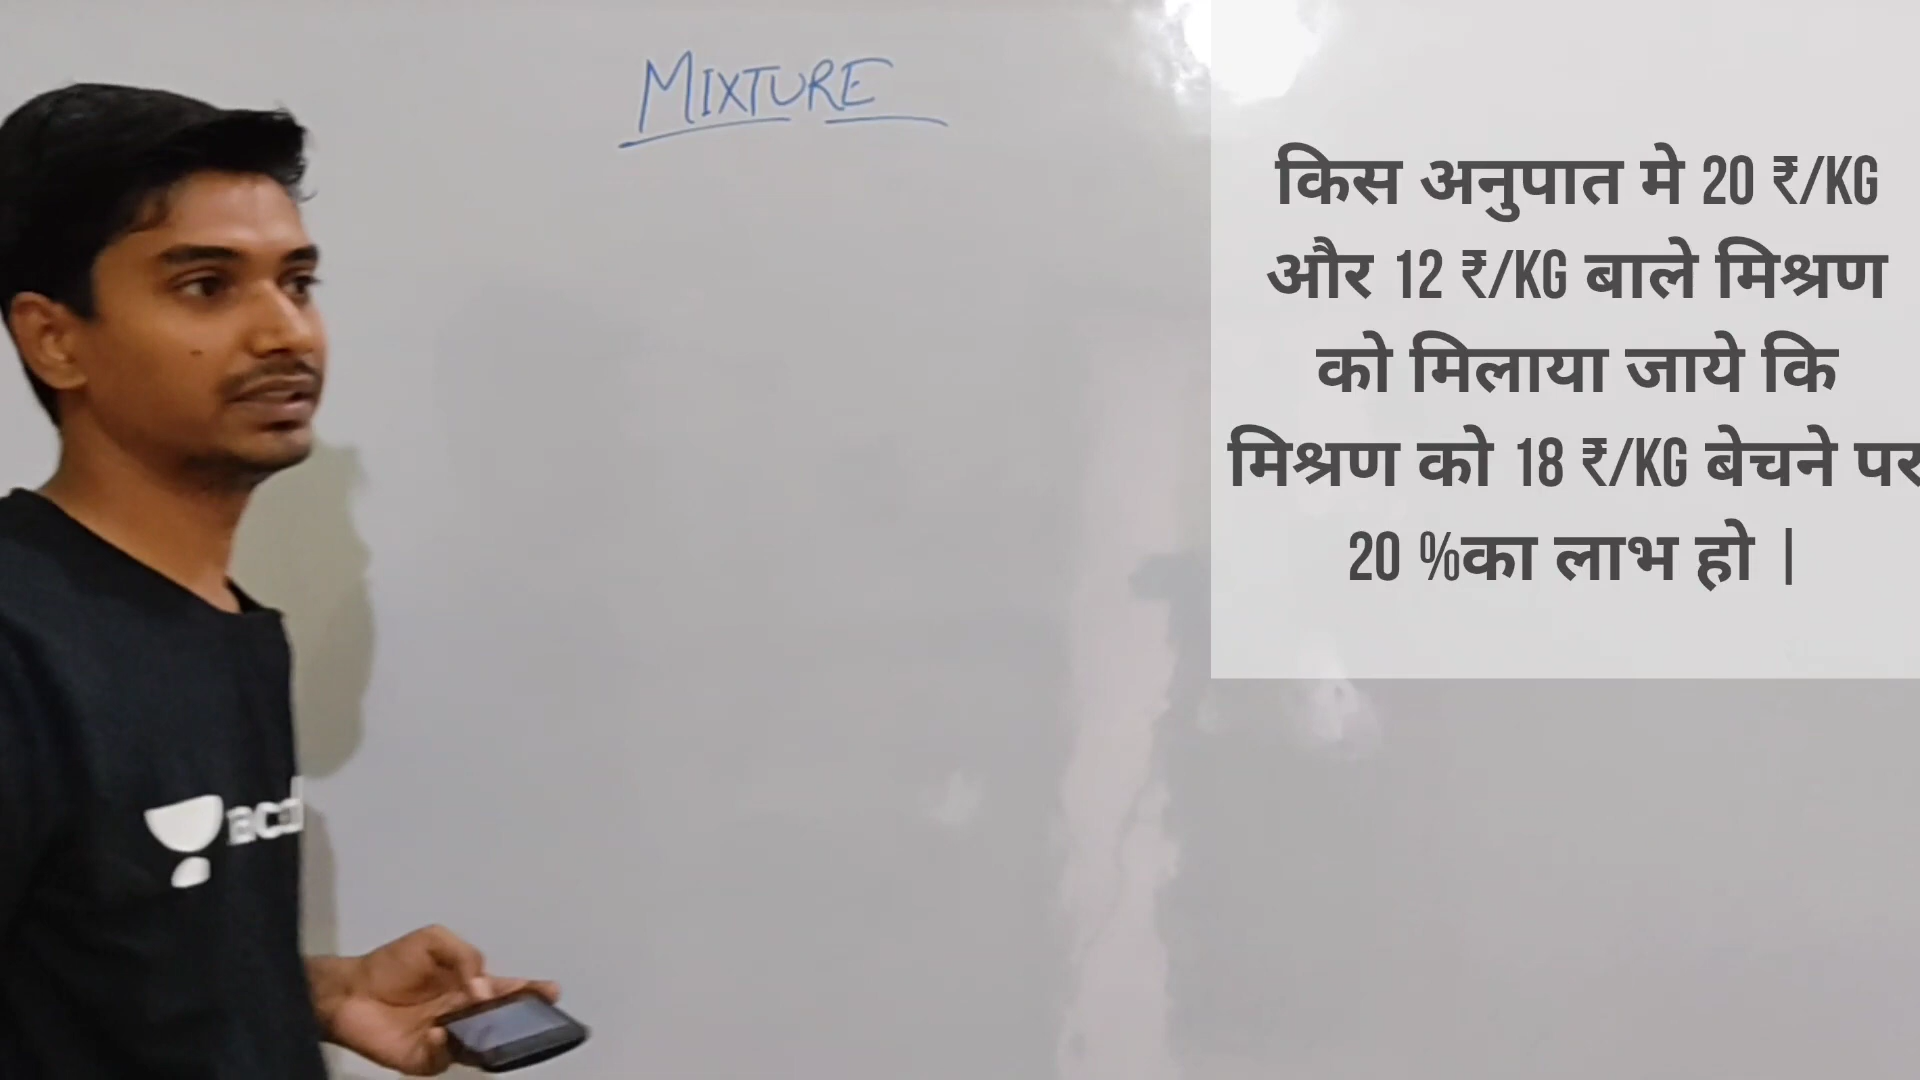 MIXTURE
किस अनुपात मे 20 ₹/KG
और 12 ₹/KG बाले मिश्रण
को मिलाया जाये कि
मिश्रण को 18 ₹/KG बेचने पर
20 %का लाभ हो |